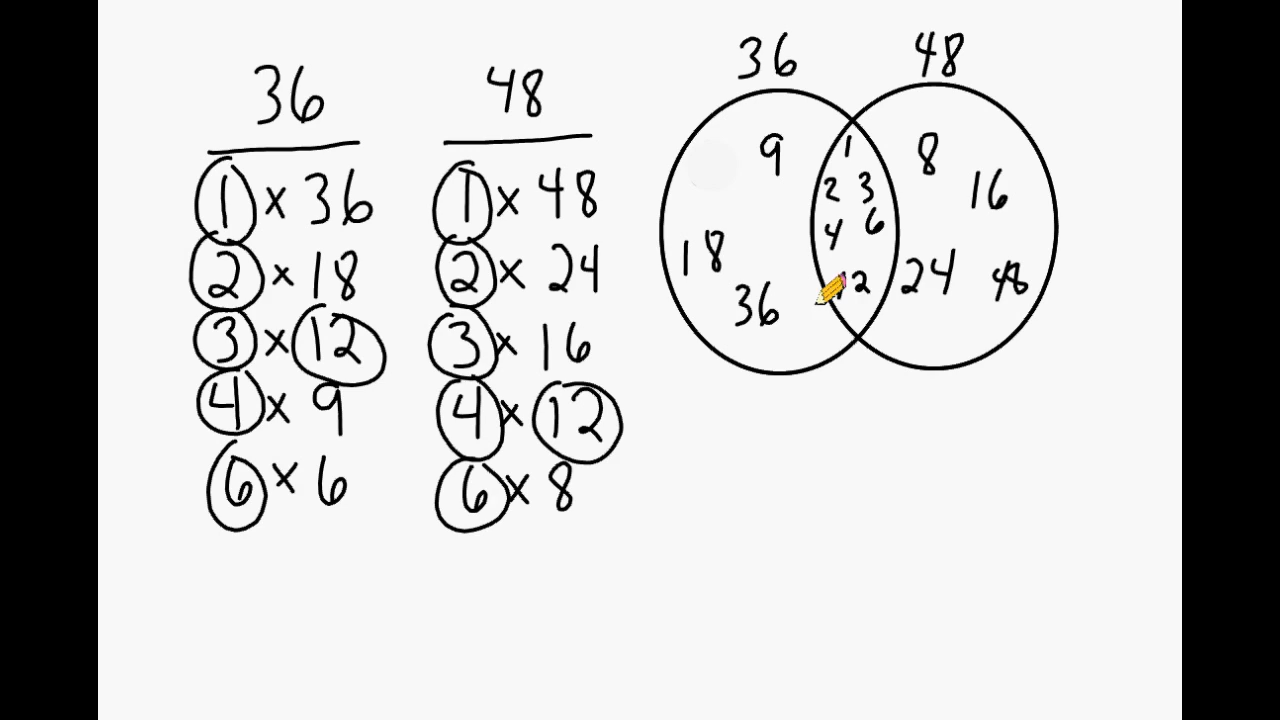 36
1 × 36
2 × 18
3 × 12
4 × 9
6 × 6
48
1 × 48
2 × 24
3 × 16
4 × 12
6 × 8
36 48
9 1 8
2 3 16
4 6
18 12 24 48
36